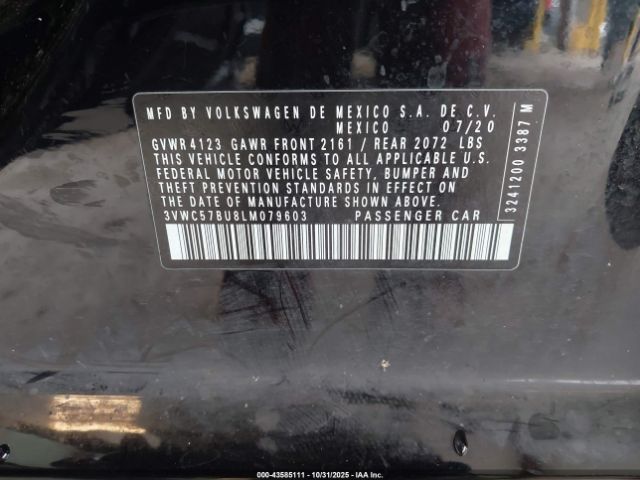 MFD BY VOLKSWAGEN DE MEXICO S.A. DE C.V.
MEXICO 07/20
GVWR 4123 GAWR FRONT 2161 / REAR 2072 LBS
THIS VEHICLE CONFORMS TO ALL APPLICABLE U.S.
FEDERAL MOTOR VEHICLE SAFETY, BUMPER AND
THEFT PREVENTION STANDARDS IN EFFECT ON
THE DATE OF MANUFACTURE SHOWN ABOVE.
3VWC57BU8LM079603 PASSENGER CAR
3241200 3387 M
000-43585111 - 10/31/2025 - IAA Inc.